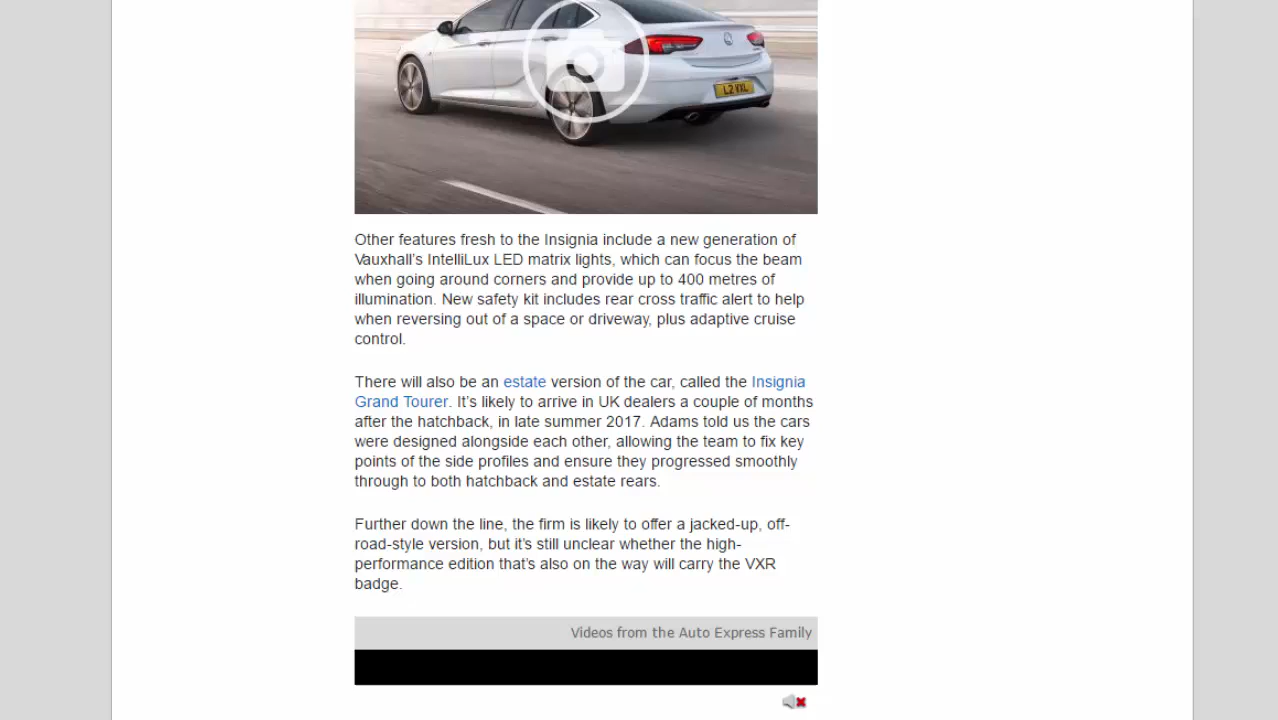 L2 VXL
Other features fresh to the Insignia include a new generation of
Vauxhall's IntelliLux LED matrix lights, which can focus the beam
when going around corners and provide up to 400 metres of
illumination. New safety kit includes rear cross traffic alert to help
when reversing out of a space or driveway, plus adaptive cruise
control.
There will also be an estate version of the car, called the Insignia
Grand Tourer. It's likely to arrive in UK dealers a couple of months
after the hatchback, in late summer 2017. Adams told us the cars
were designed alongside each other, allowing the team to fix key
points of the side profiles and ensure they progressed smoothly
through to both hatchback and estate rears.
Further down the line, the firm is likely to offer a jacked-up, off-
road-style version, but it's still unclear whether the high-
performance edition that's also on the way will carry the VXR
badge.
Videos from the Auto Express Family